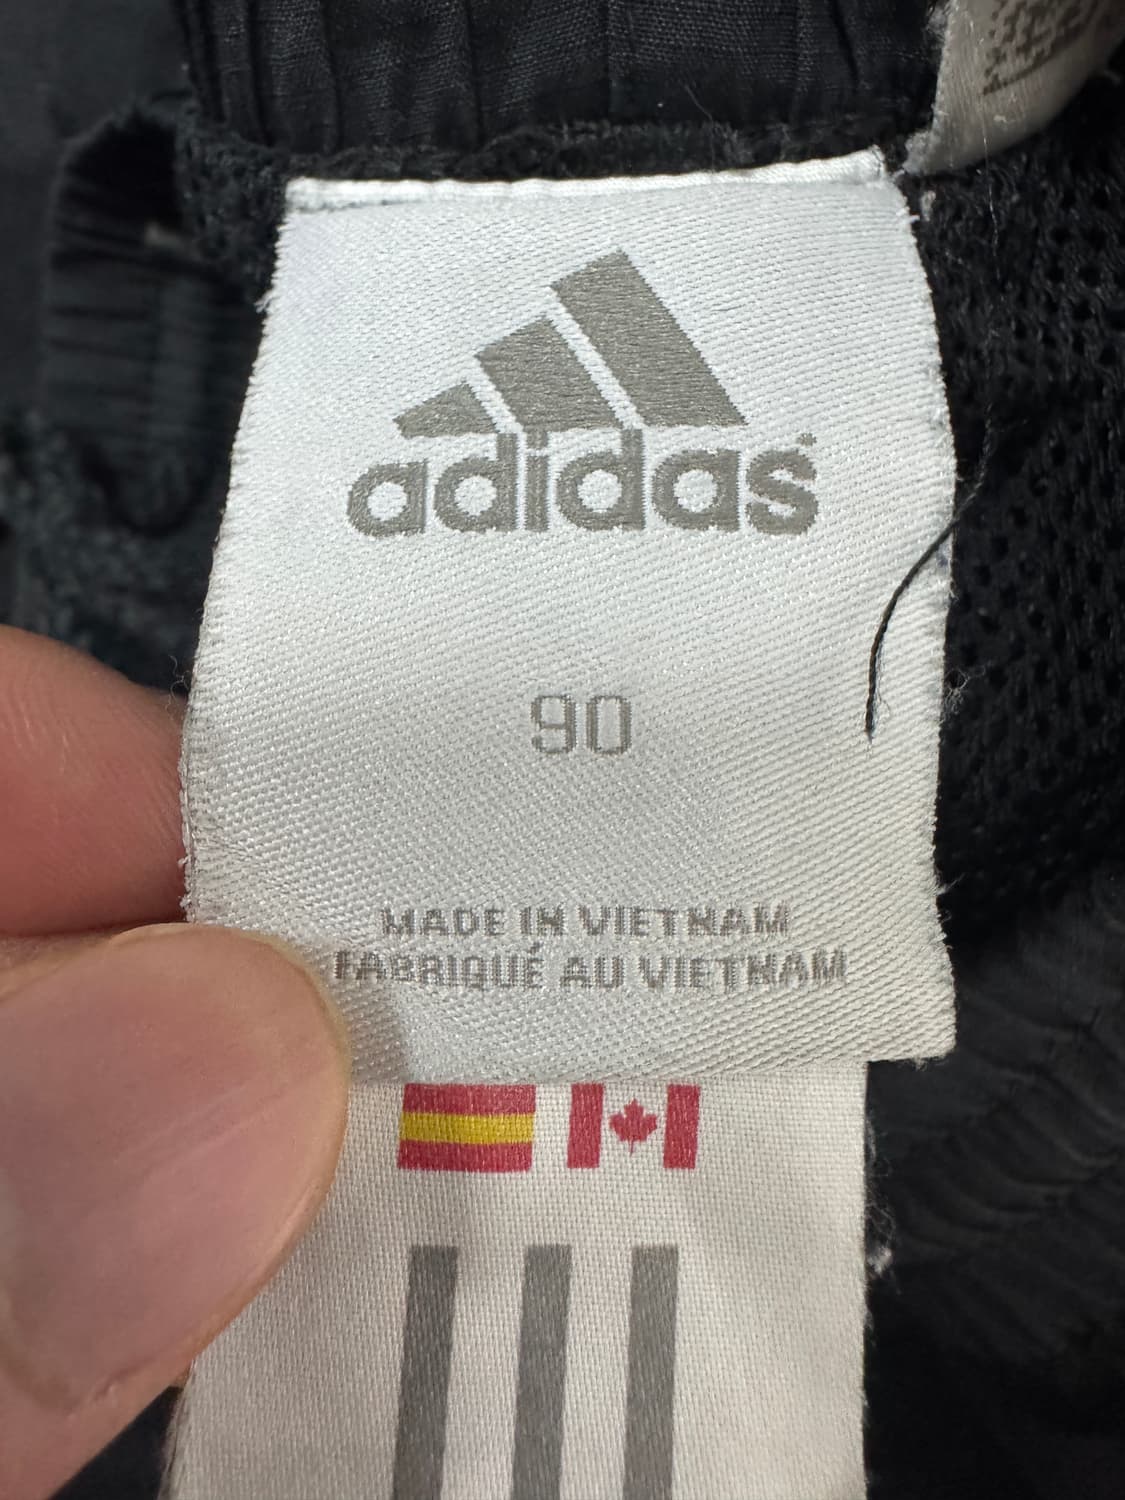 adidas
90
MADE IN VIETNAM
FABRIQUÉ AU VIETNAM